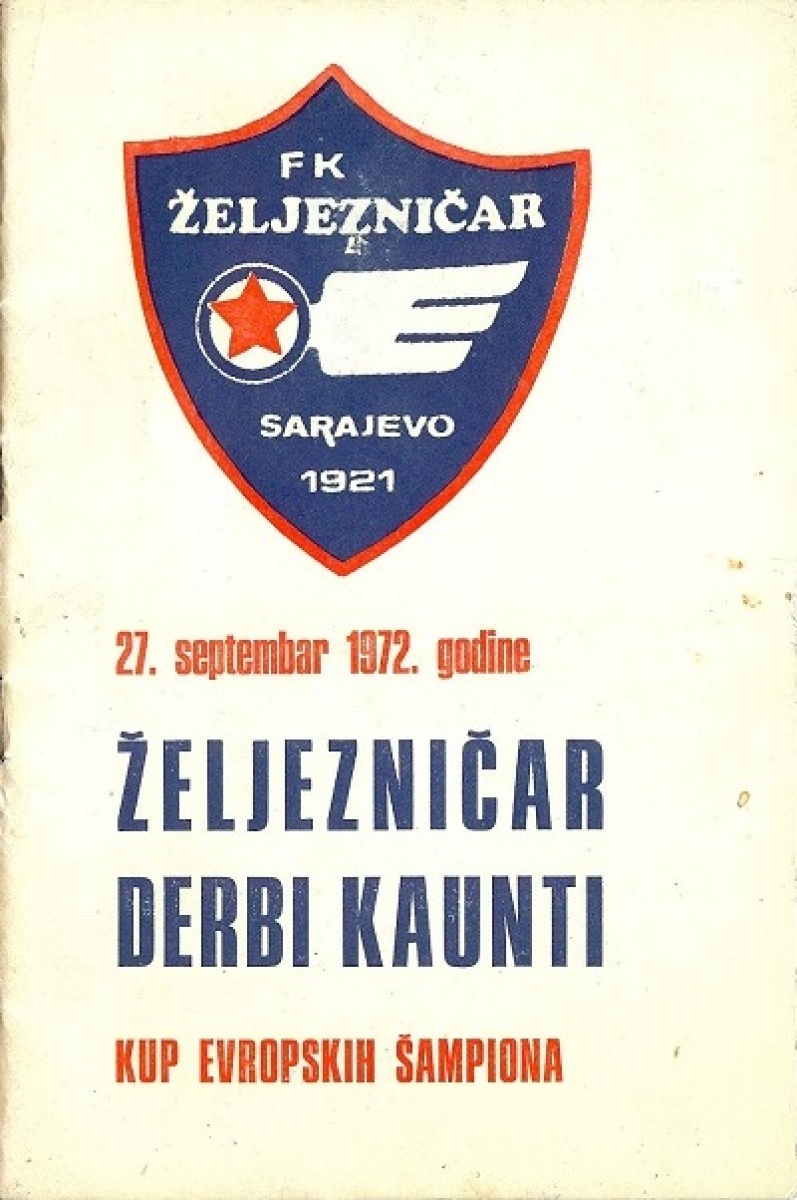 FK
ŽELJEZNIČAR
SARAJEVO
1921
27. septembar 1972. godine
ŽELJEZNIČAR
DERBI KAUNTI
KUP EVROPSKIH ŠAMPIONA